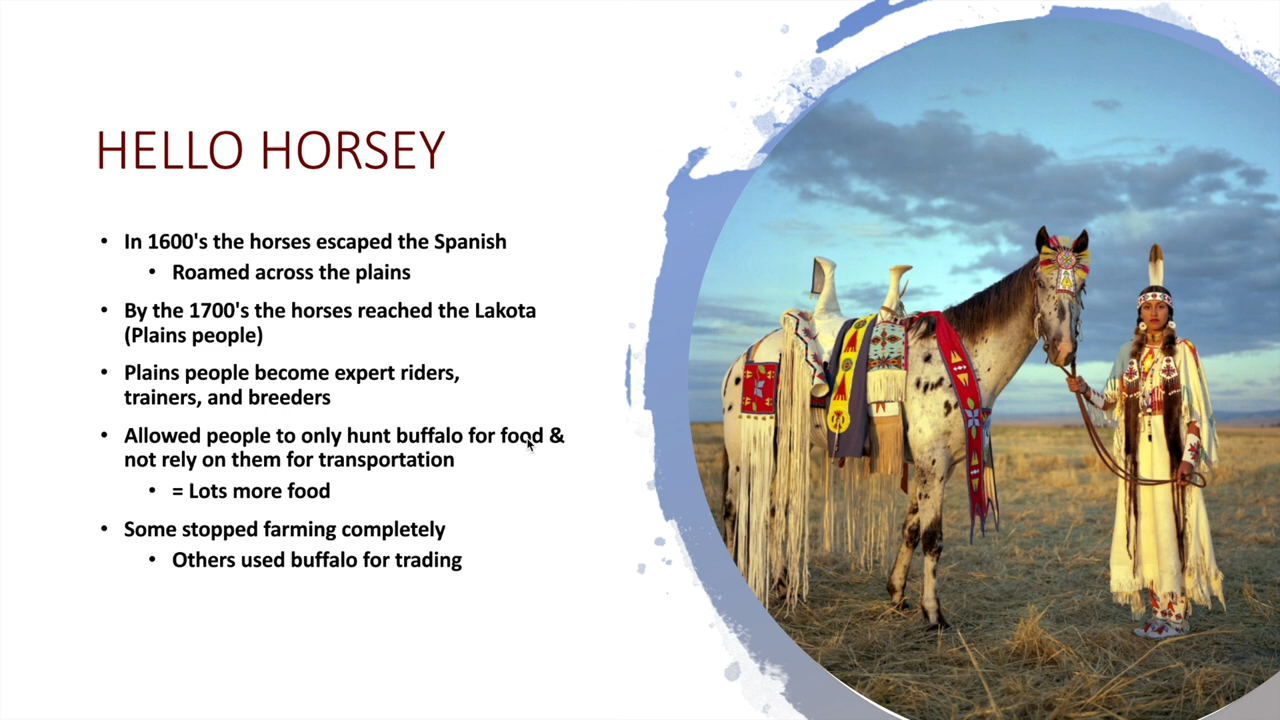 HELLO HORSEY
• In 1600's the horses escaped the Spanish
• Roamed across the plains
• By the 1700's the horses reached the Lakota
(Plains people)
• Plains people become expert riders,
trainers, and breeders
• Allowed people to only hunt buffalo for food &
not rely on them for transportation
• = Lots more food
• Some stopped farming completely
• Others used buffalo for trading